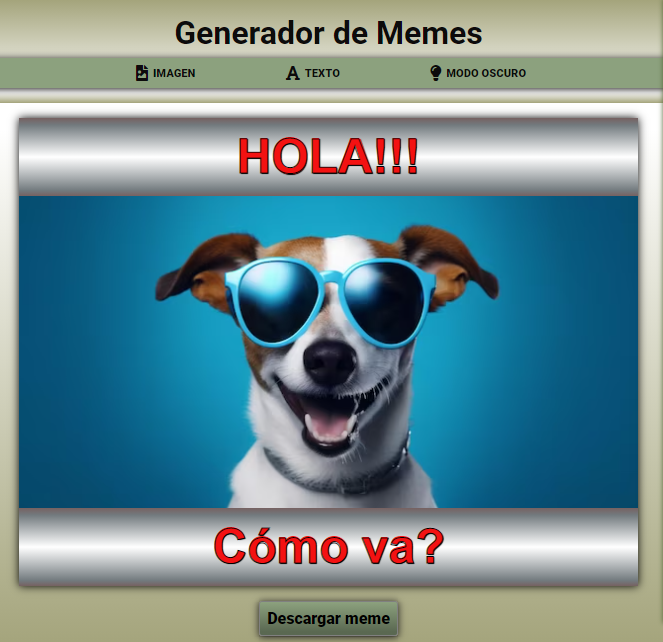 Generador de Memes
IMAGEN
TEXTO
MODO OSCURO
HOLA!!!
Cómo va?
Descargar meme